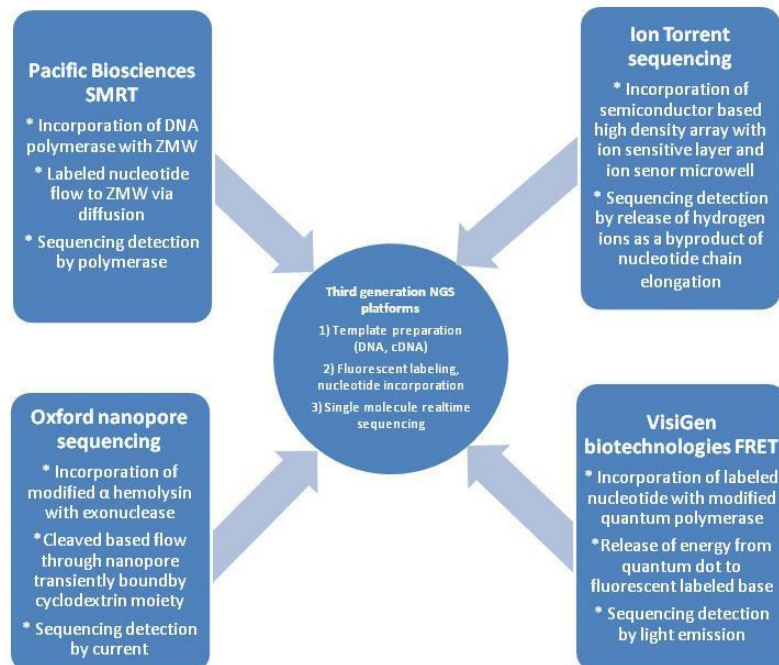 Pacific Biosciences
SMRT
* Incorporation of DNA
polymerase with ZMW
* Labeled nucleotide
flow to ZMW via
diffusion
* Sequencing detection
by polymerase
Ion Torrent
sequencing
* Incorporation of
semiconductor based
high density array with
ion sensitive layer and
ion senor microwell
* Sequencing detection
by release of hydrogen
ions as a byproduct of
nucleotide chain
elongation
Third generation NGS
platforms
1) Template preparation
(DNA, cDNA)
2) Fluorescent labeling,
nucleotide incorporation
3) Single molecule realtime
sequencing
Oxford nanopore
sequencing
* Incorporation of
modified α hemolysin
with exonuclease
*Cleaved based flow
through nanopore
transiently boundby
cyclodextrin moiety
* Sequencing detection
by current
VisiGen
biotechnologies FRET
* Incorporation of labeled
nucleotide with modified
quantum polymerase
*Release of energy from
quantum dot to
fluorescent labeled base
* Sequencing detection
by light emission